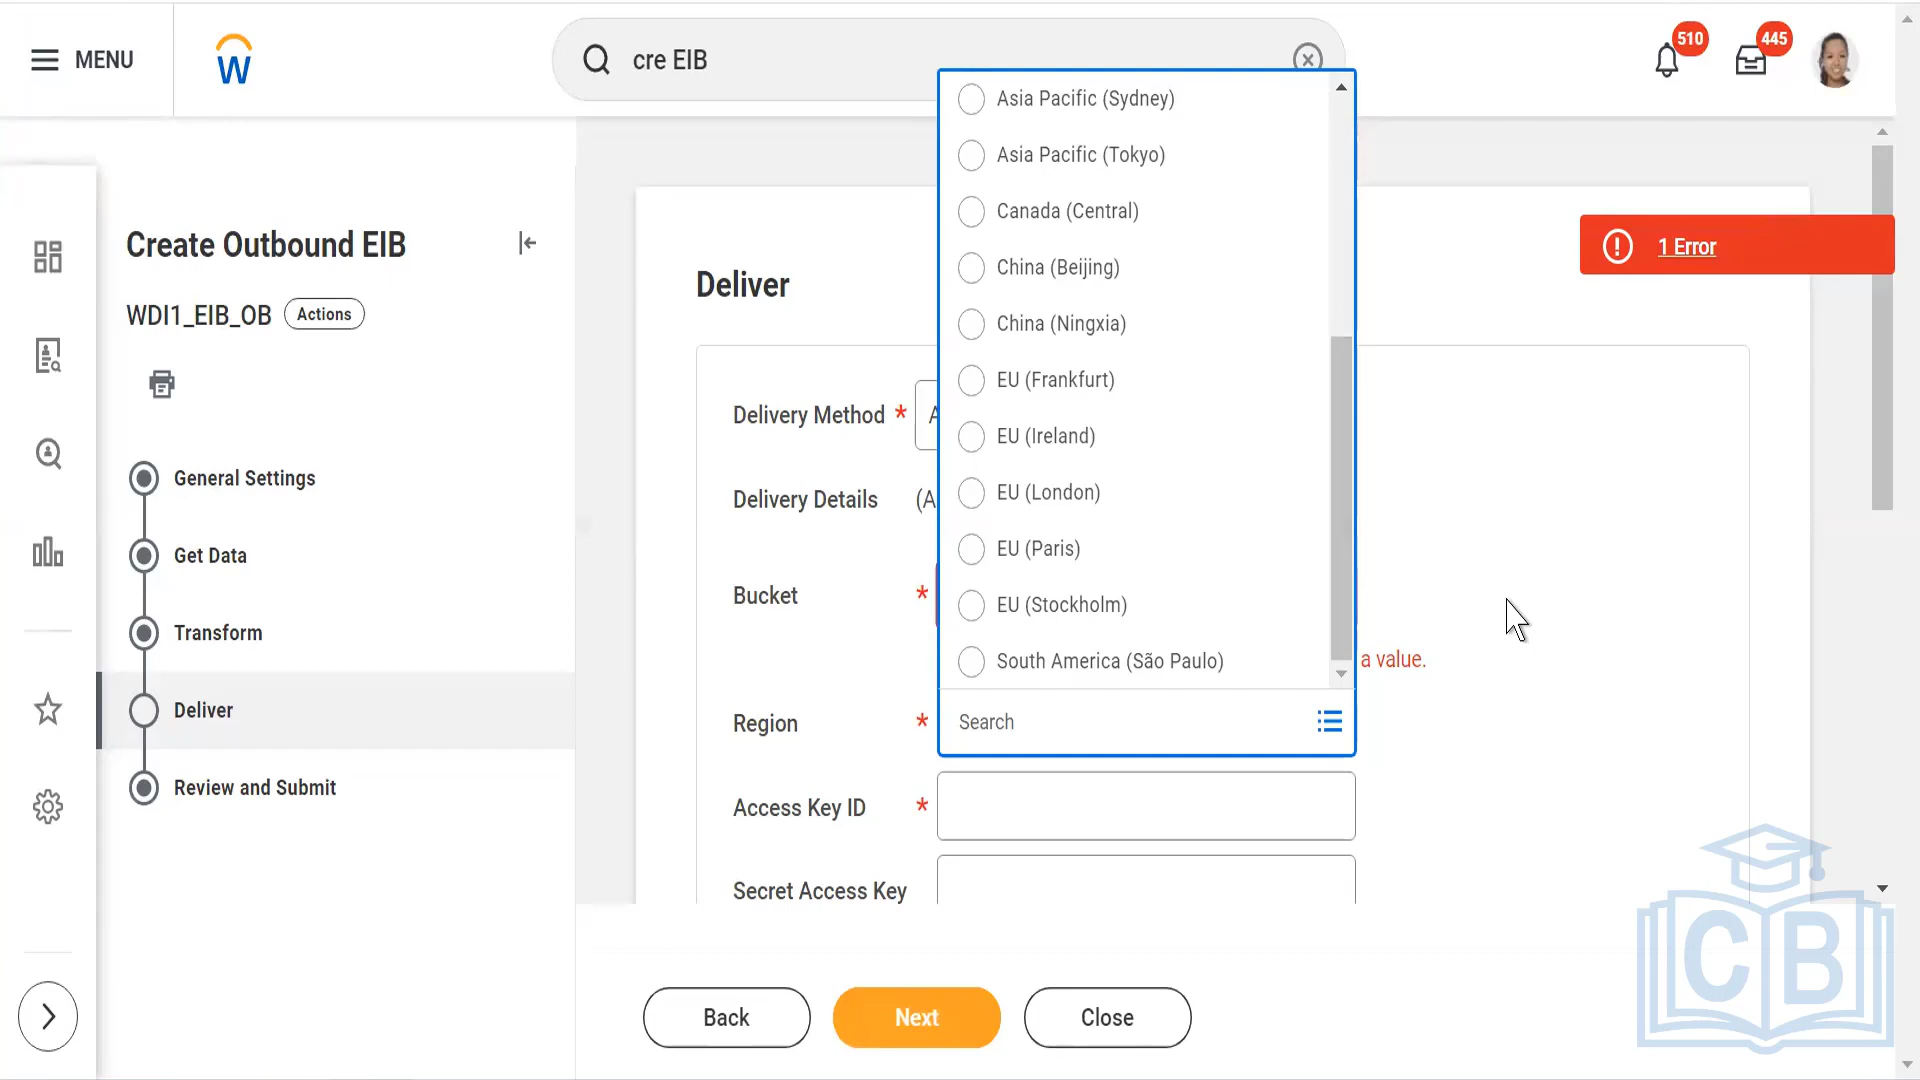 MENU
W
cre EIB
510
445
Create Outbound EIB
WDI1_EIB_OB
Actions
General Settings
Get Data
Transform
Deliver
Review and Submit
Deliver
1 Error
Delivery Method *
A
Delivery Details
(A
Bucket *
a value.
Region *
Asia Pacific (Sydney)
Asia Pacific (Tokyo)
Canada (Central)
China (Beijing)
China (Ningxia)
EU (Frankfurt)
EU (Ireland)
EU (London)
EU (Paris)
EU (Stockholm)
South America (São Paulo)
Search
Access Key ID *
Secret Access Key
Back
Next
Close
CB